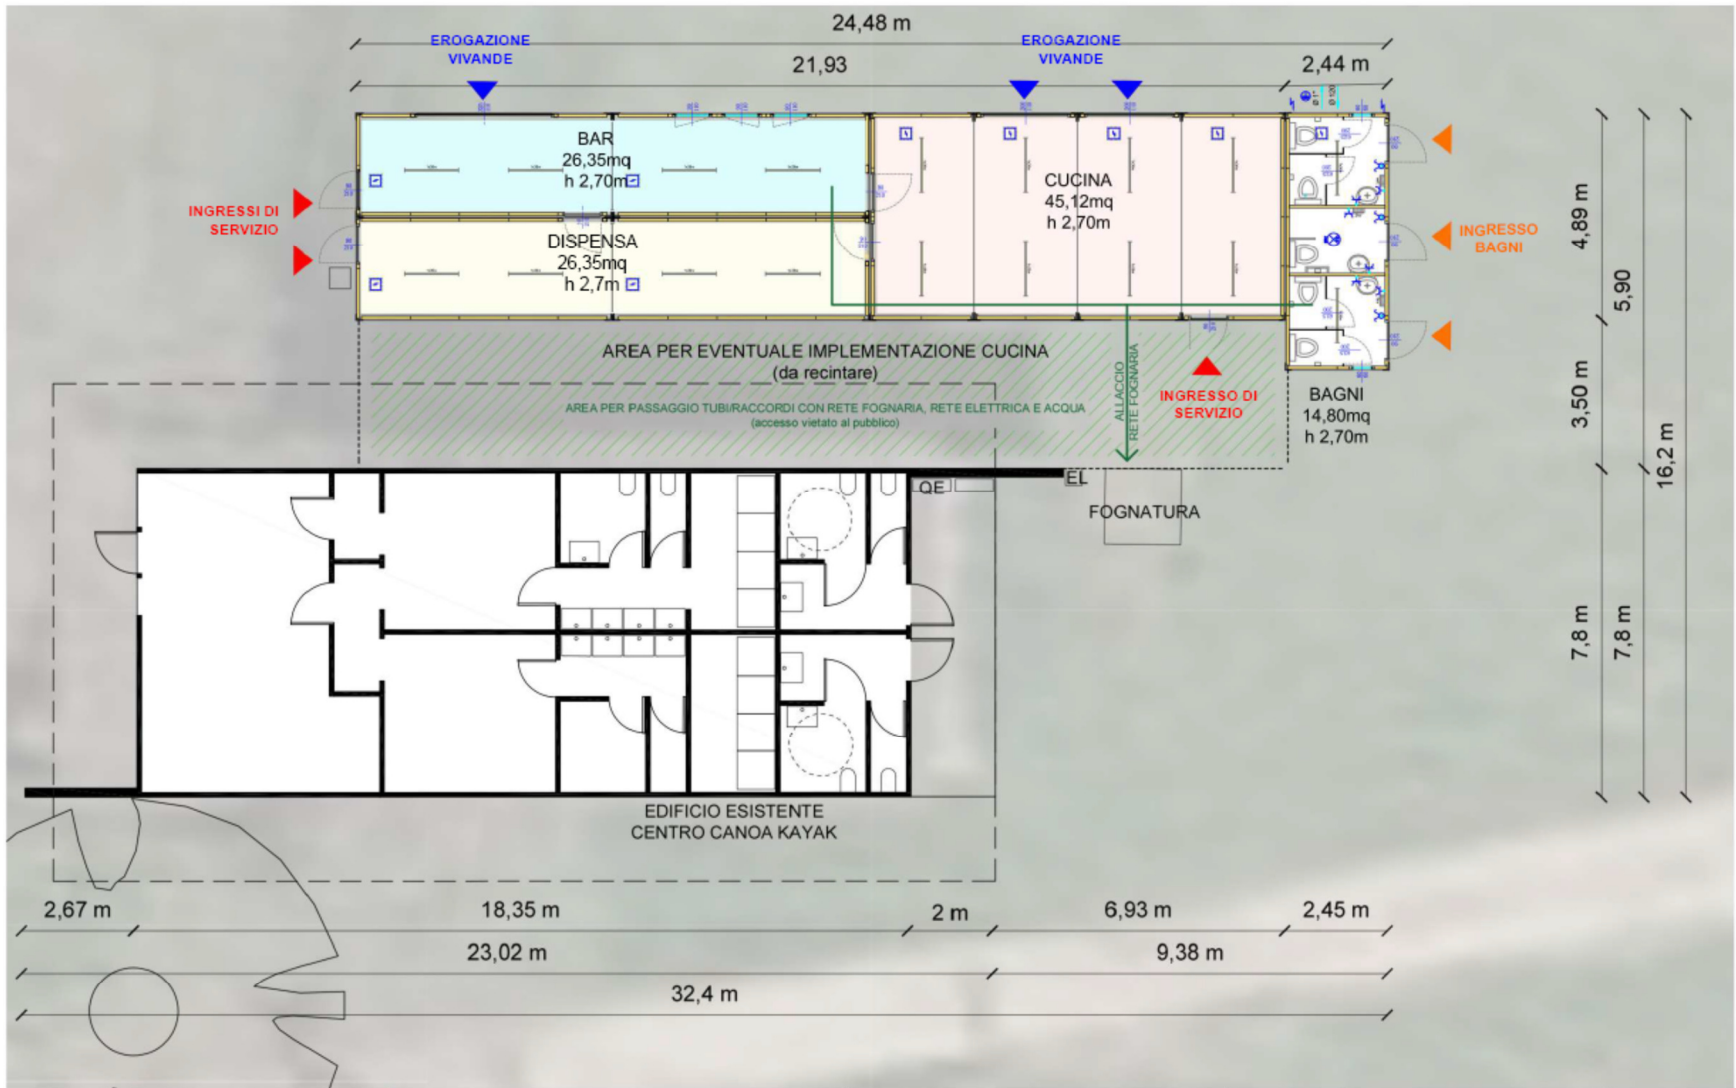 24,48 m
EROGAZIONE
VIVANDE
EROGAZIONE
VIVANDE
21,93
2,44 m
BAR
26,35mq
h 2,70m
CUCINA
45,12mq
h 2,70m
INGRESSI DI
SERVIZIO
DISPENSA
26,35mq
h 2,7m
INGRESSO
BAGNI
4,89 m
5,90
3,50 m
16,2 m
7,8 m
7,8 m
AREA PER EVENTUALE IMPLEMENTAZIONE CUCINA
(da recintare)
AREA PER PASSAGGIO TUBI/RACCORDI CON RETE FOGNARIA, RETE ELETTRICA E ACQUA
(accesso vietato al pubblico)
ALLACCIO
RETE FOGNARIA
INGRESSO DI
SERVIZIO
BAGNI
14,80mq
h 2,70m
QE
EL
FOGNATURA
EDIFICIO ESISTENTE
CENTRO CANOA KAYAK
2,67 m
18,35 m
2 m
6,93 m
2,45 m
23,02 m
9,38 m
32,4 m